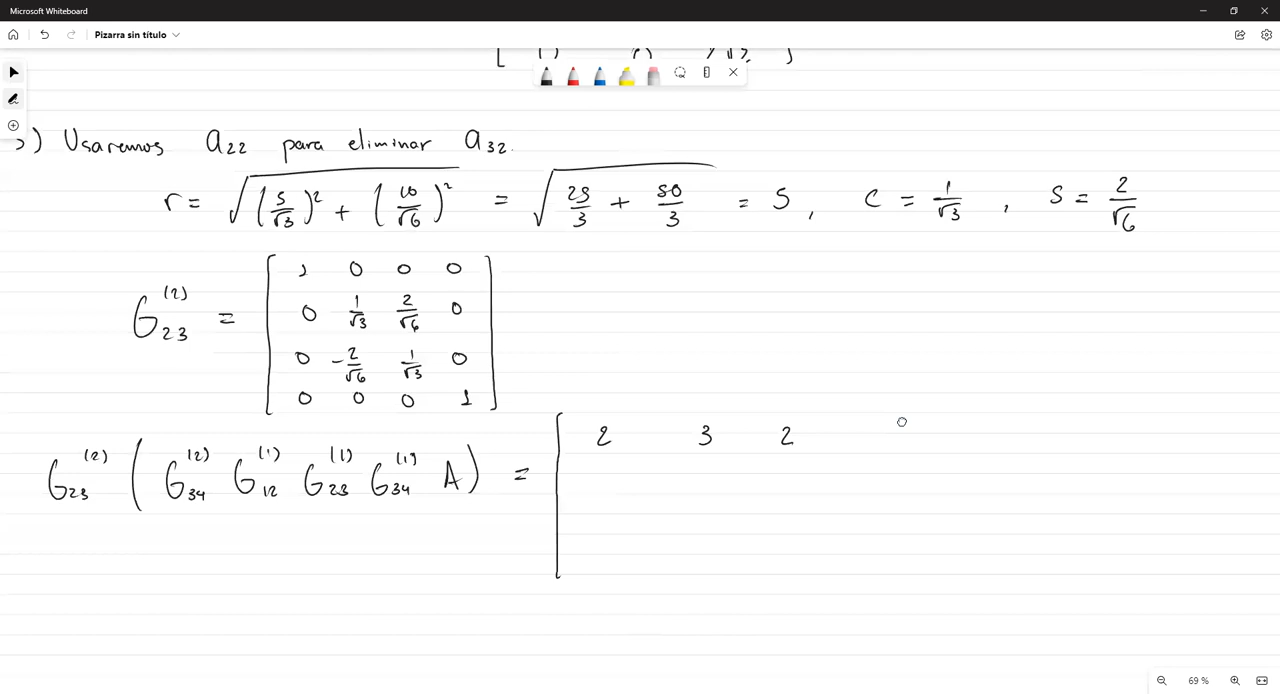 Microsoft Whiteboard
Pizarra sin título
) Usaremos a22 para eliminar a32.
r = √((5/√3)² + (10/√6)²) = √(25/3 + 50/3) = 5, c = 1/√3, s = 2/√6
G23^(2) = [
1 0 0 0
0 1/√3 2/√6 0
0 -2/√6 1/√3 0
0 0 0 1
]
G23^(2) ( G34^(2) G12^(1) G23^(1) G34^(1) A ) = [ 2 3 2
69 %